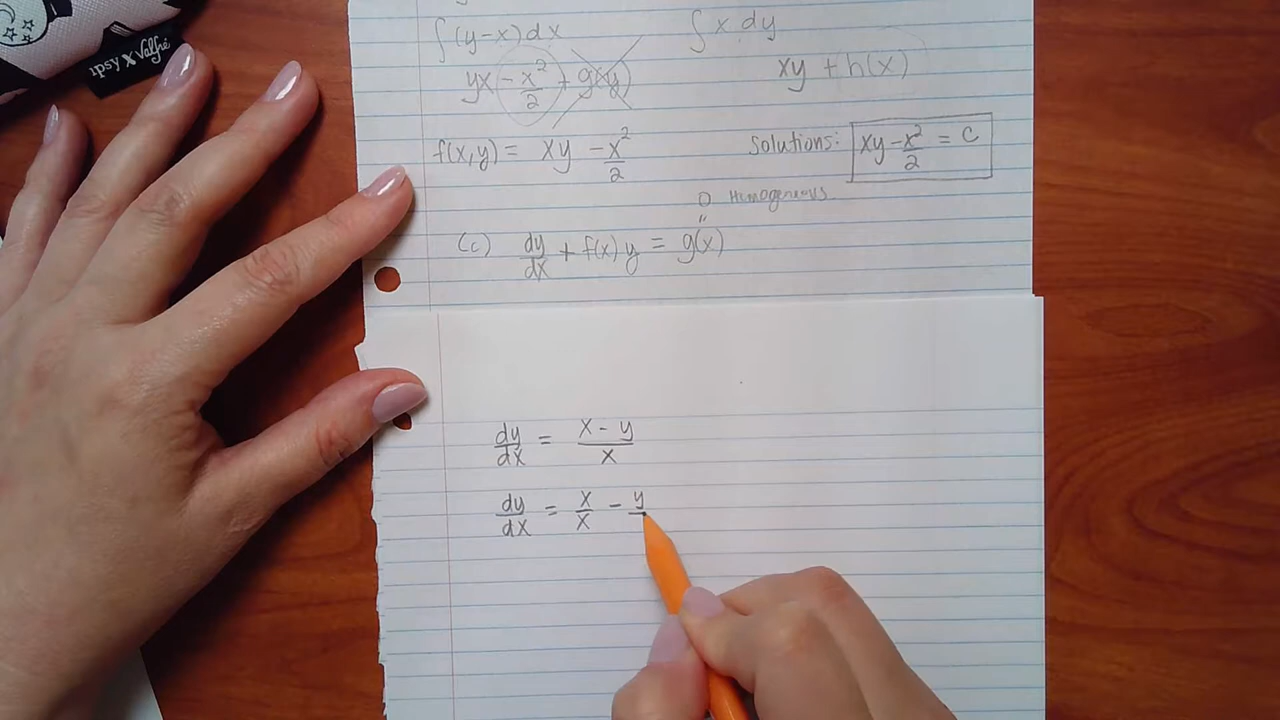 ipsy x Valfré
∫(y-x)dx ∫x dy
yx - x²/2 + g(y) xy + h(x)
f(x,y) = xy - x²/2 Solutions: xy - x²/2 = c
0 Homogeneous
"
(c) dy/dx + f(x)y = g(x)
dy/dx = x - y/x
dy/dx = x/x - y/